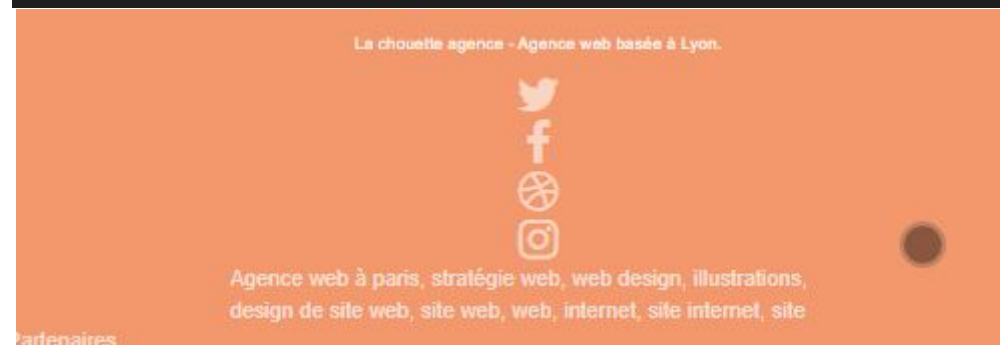 La chouette agence - Agence web basée à Lyon.
Agence web à paris, stratégie web, web design, illustrations,
design de site web, site web, web, internet, site internet, site
Partenaires